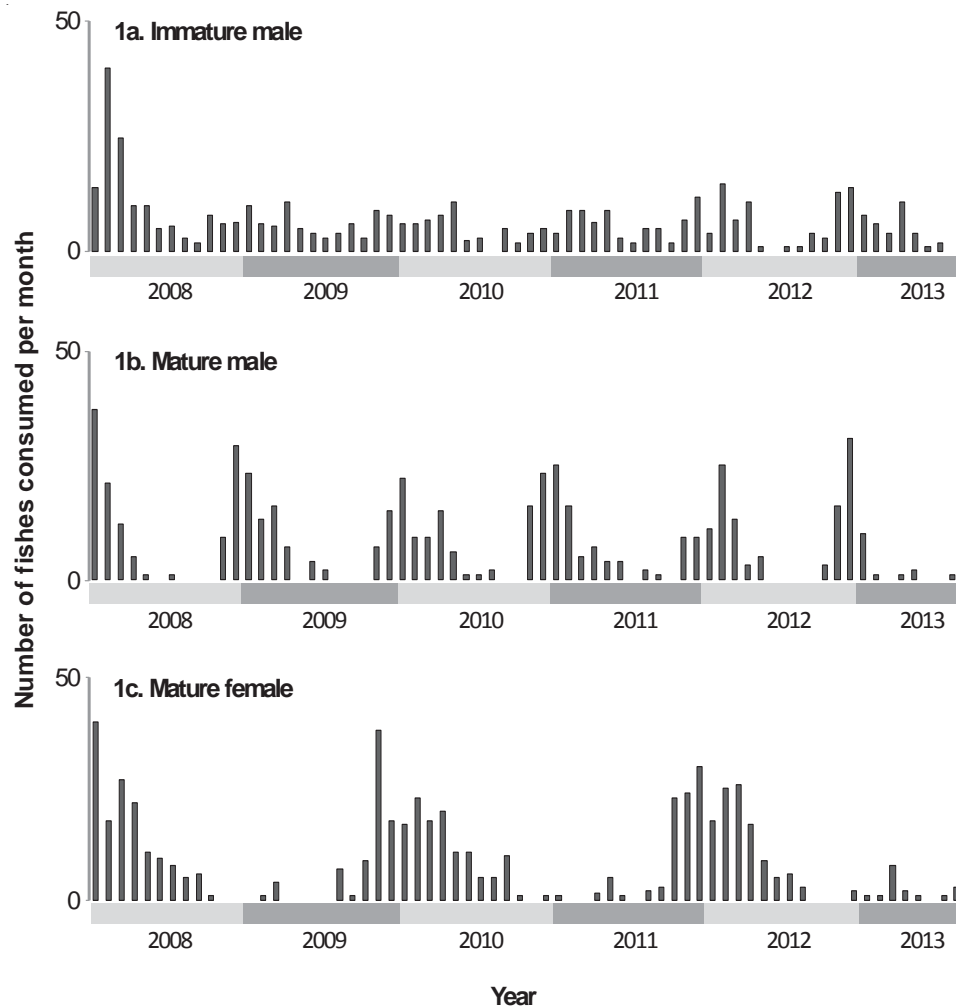 50
1a. Immature male
0
2008 2009 2010 2011 2012 2013
50
1b. Mature male
0
2008 2009 2010 2011 2012 2013
50
1c. Mature female
0
2008 2009 2010 2011 2012 2013
Number of fishes consumed per month
Year